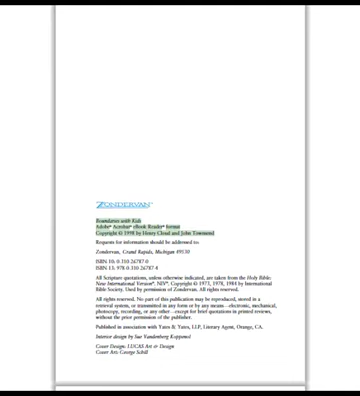 ZONDERVAN™
Boundaries with Kids
Adobe® Acrobat® eBook Reader® format
Copyright © 1998 by Henry Cloud and John Townsend
Requests for information should be addressed to:
Zondervan, Grand Rapids, Michigan 49530
ISBN 10: 0-310-26787-0
ISBN 13: 978-0-310-26787-4
All Scripture quotations, unless otherwise indicated, are taken from the Holy Bible:
New International Version®. NIV®. Copyright © 1973, 1978, 1984 by International
Bible Society. Used by permission of Zondervan. All rights reserved.
All rights reserved. No part of this publication may be reproduced, stored in a
retrieval system, or transmitted in any form or by any means—electronic, mechanical,
photocopy, recording, or any other—except for brief quotations in printed reviews,
without the prior permission of the publisher.
Published in association with Yates & Yates, LLP, Literary Agent, Orange, CA.
Interior design by Sue Vandenberg Koppenol
Cover Design: LUCAS Art & Design
Cover Art: George Schill